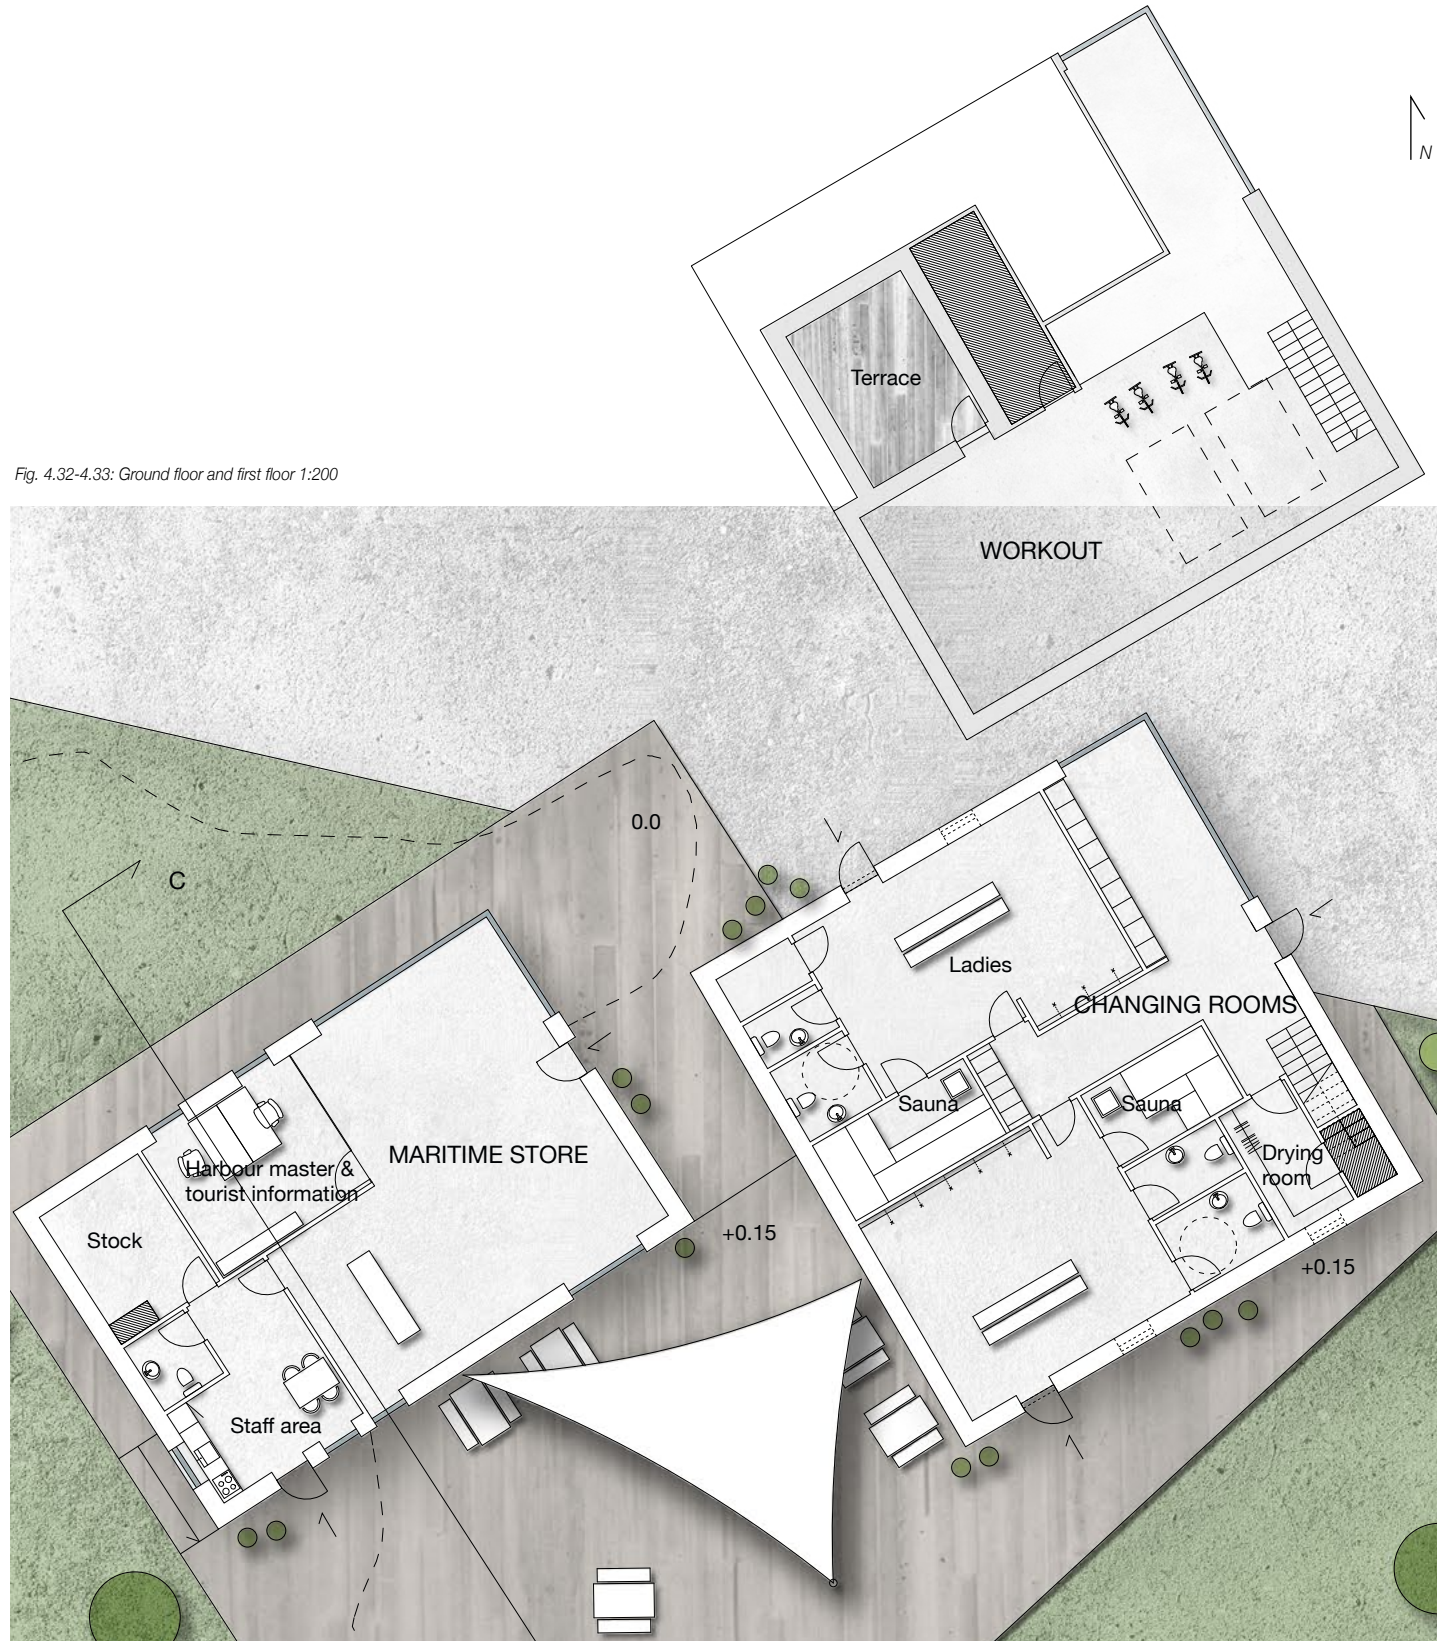 N
Terrace
Fig. 4.32-4.33: Ground floor and first floor 1:200
WORKOUT
0.0
C
Ladies
CHANGING ROOMS
Sauna
Sauna
MARITIME STORE
Harbour master &
tourist information
Drying
room
Stock
+0.15
+0.15
Staff area